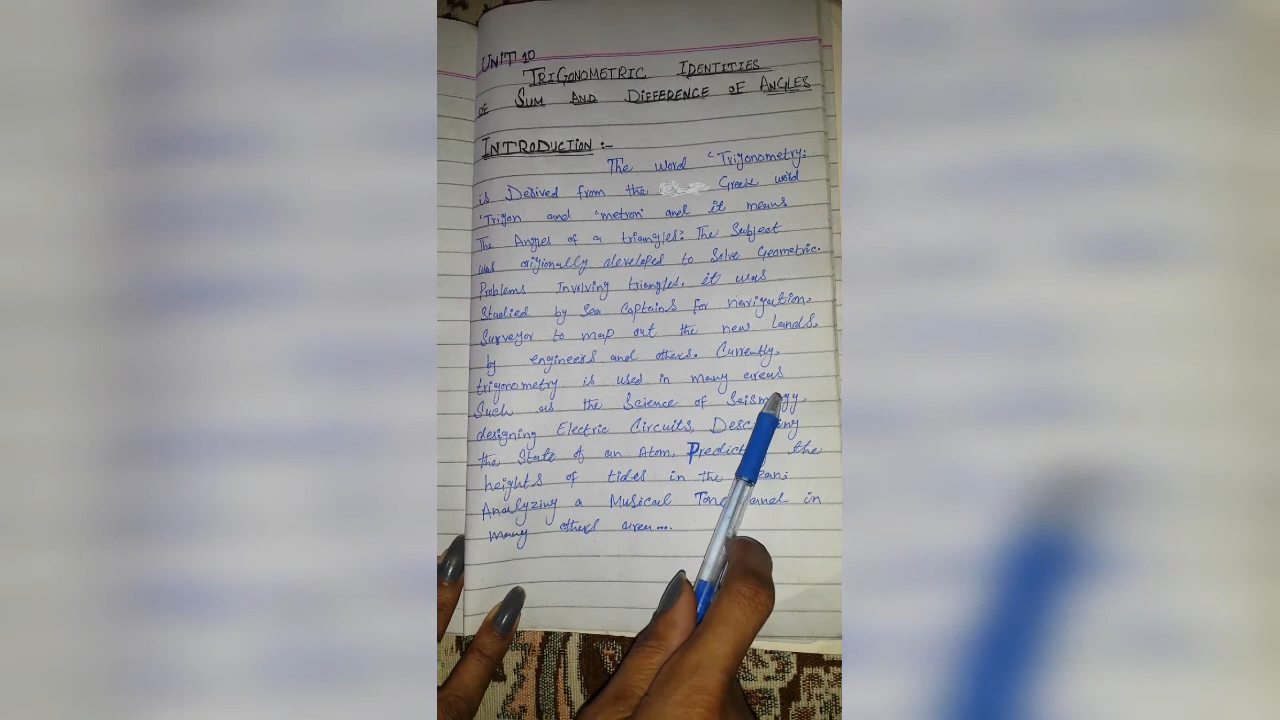 UNIT 10
TRIGONOMETRIC IDENTITIES
OF SUM AND DIFFERENCE OF ANGLES
INTRODUCTION :-
The word 'Trigonometry;
is Derived from the Greek word
'Trigon and 'metron' and it means
The Angles of a triangles: The Subject
was origionally developed to Solve Geometric.
Problems Involving triangles. it was
Studied by Sea Captains for navigation,
Surveyor to map out the new Lands,
by engineers and others. Currently,
trigonometry is used in many areas
Such as the Science of
designing Electric Circuits,
the State of an Atom, the
heights of tides in the
Analyzing a Musical and in
many others area...